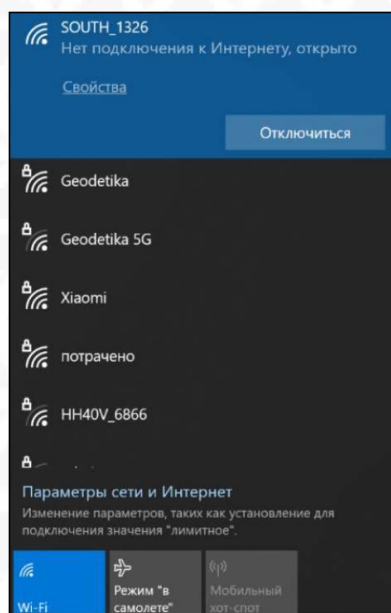 SOUTH_1326
Нет подключения к Интернету, открыто
Свойства
Отключиться
Geodetika
Geodetika 5G
Xiaomi
потрачено
HH40V_6866
Параметры сети и Интернет
Изменение параметров, таких как установление для
подключения значения "лимитное".
Wi-Fi
Режим "в
самолете"
Мобильный
хот-спот